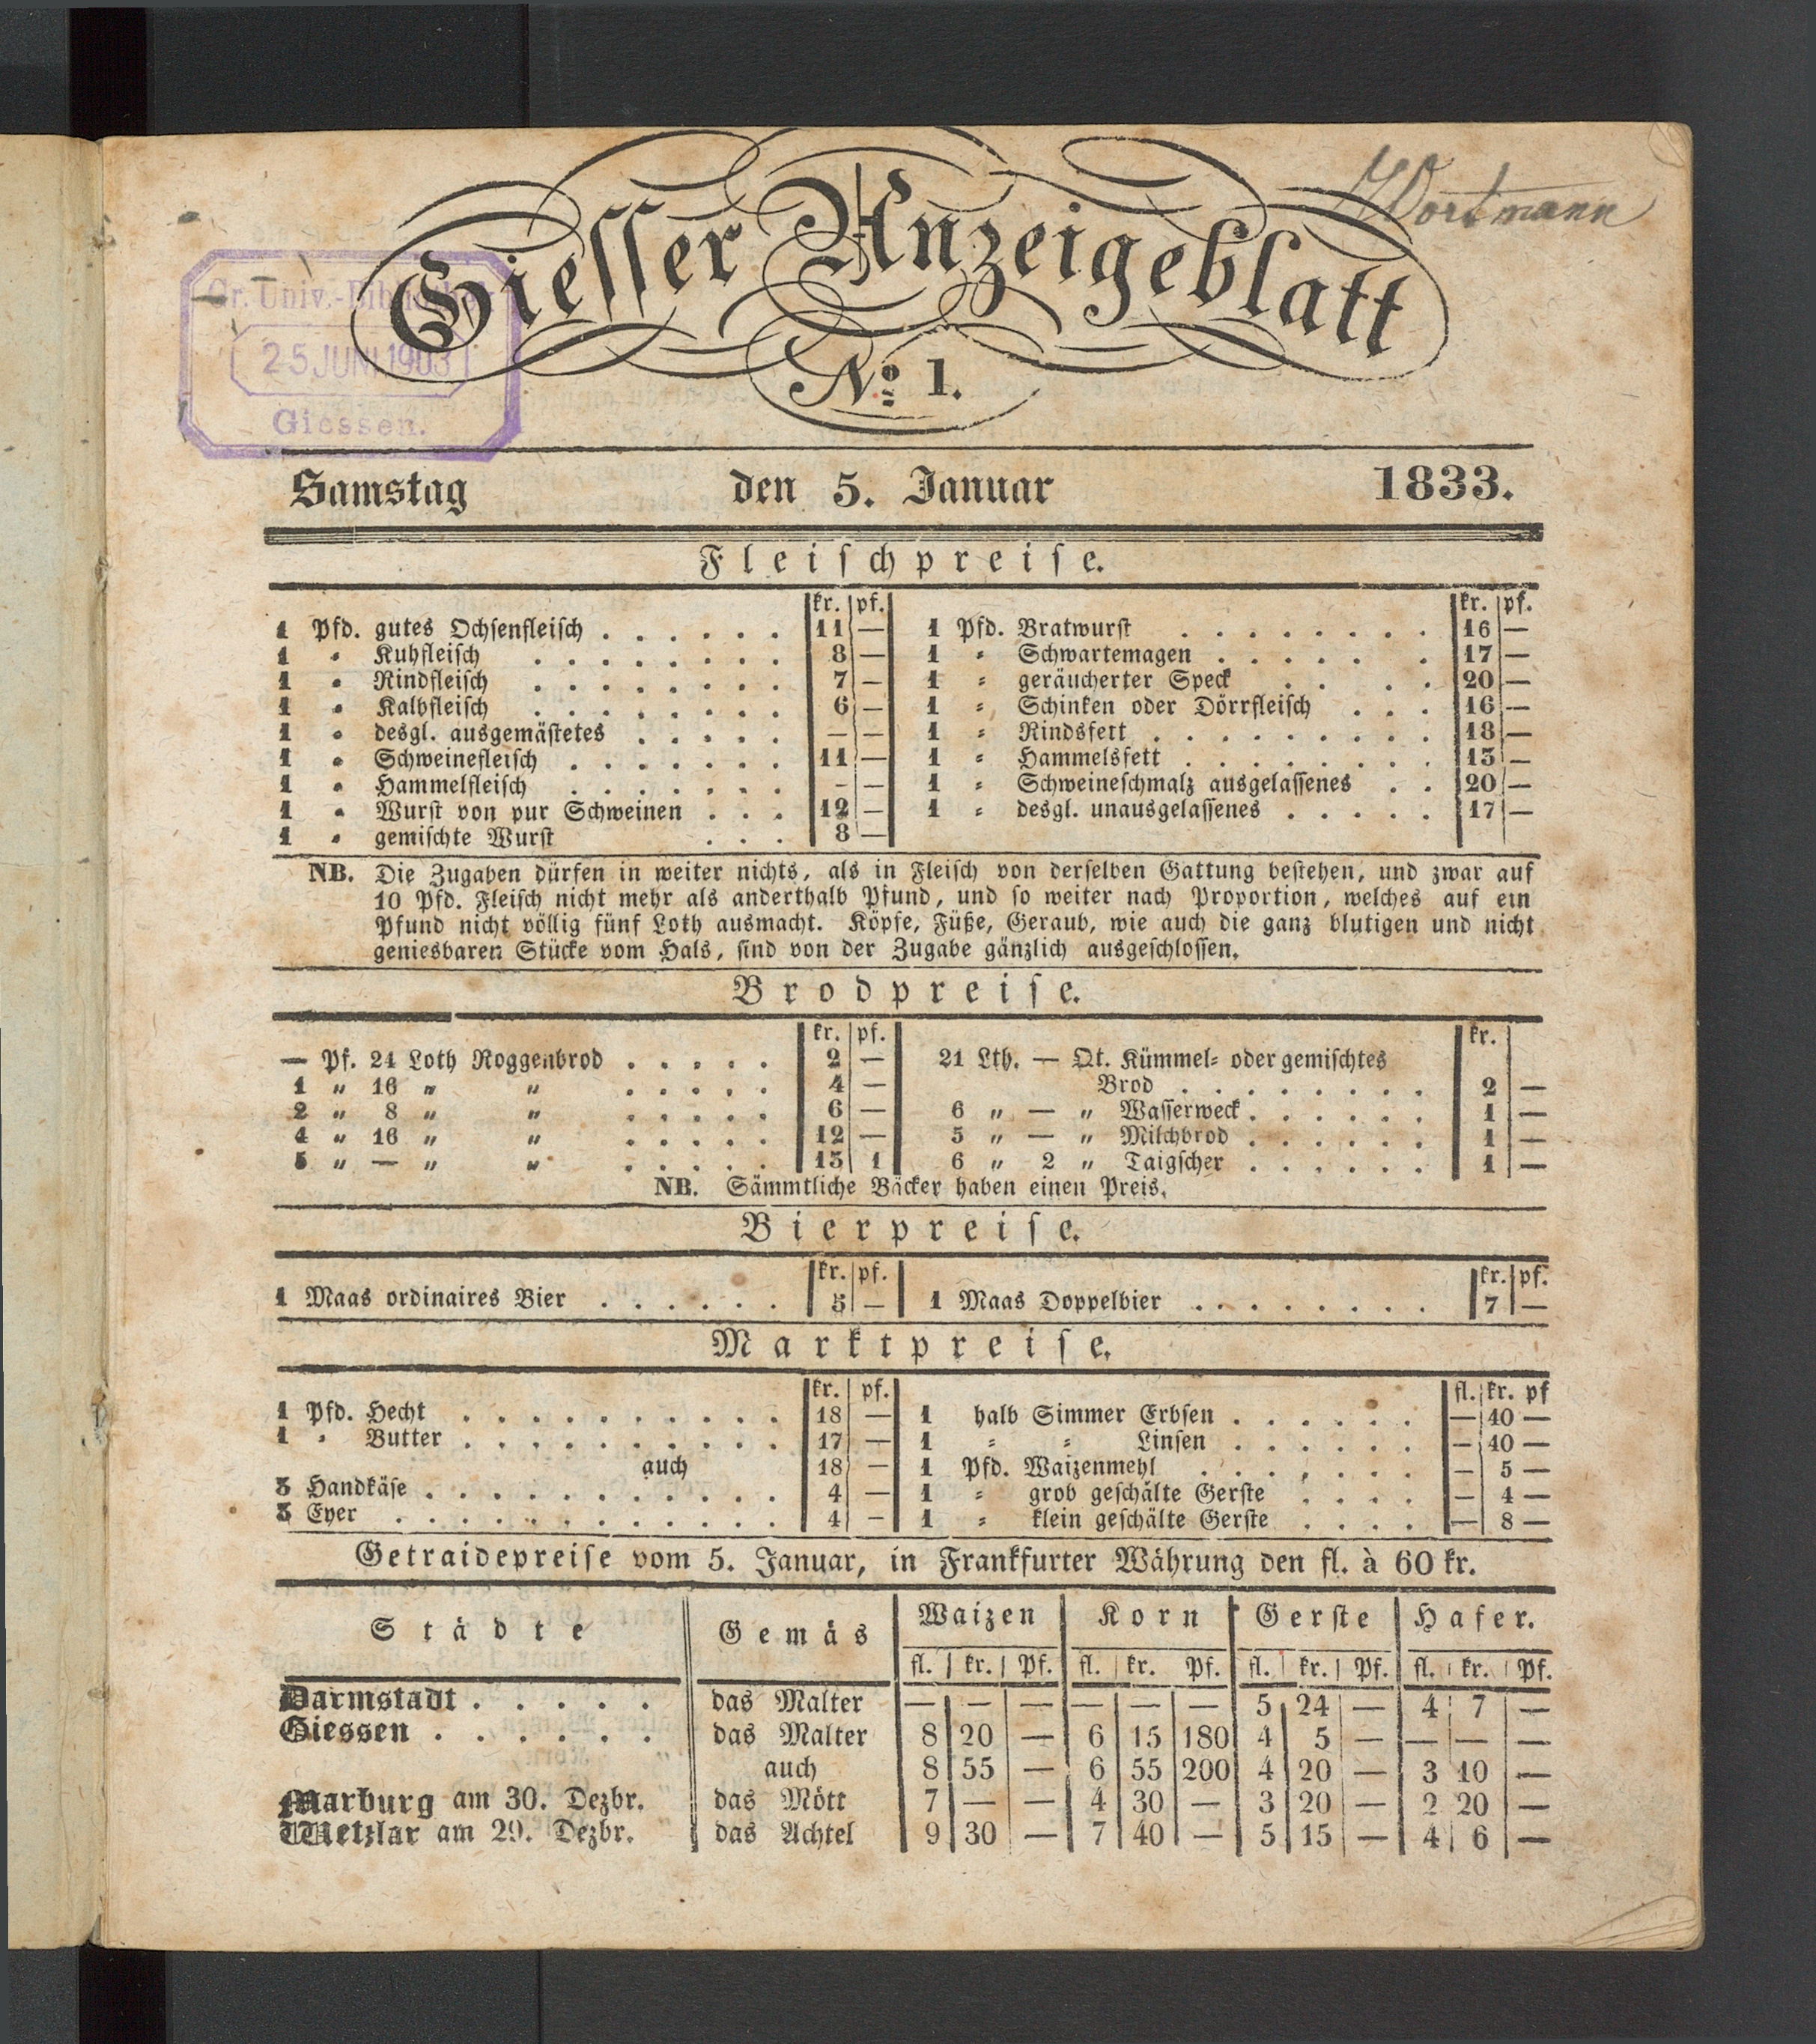 Wortmann
Giesser Anzeigeblatt
Gr. Univ.-Bibliothek
25 JUNI 1903
Giessen.
No 1.
Samstag den 5. Januar 1833.
Fleischpreise.
kr. pf. kr. pf.
1 Pfd. gutes Ochsenfleisch . . . . . . 11 — 1 Pfd. Bratwurst . . . . . . . . 16 —
1 " Kuhfleisch . . . . . . . . 8 — 1 = Schwartemagen . . . . . . 17 —
1 " Rindfleisch . . . . . . . . 7 — 1 = geräucherter Speck . . . . 20 —
1 " Kalbfleisch . . . . . . . . 6 — 1 = Schinken oder Dörrfleisch . . . 16 —
1 " desgl. ausgemästetes . . . . . — — 1 = Rindsfett . . . . . . . . . 18 —
1 " Schweinefleisch . . . . . . . 11 — 1 = Hammelsfett . . . . . . . . 13 —
1 " Hammelfleisch . . . . . . . — — 1 = Schweineschmalz ausgelassenes . . 20 —
1 " Wurst von pur Schweinen . . . 12 — 1 = desgl. unausgelassenes . . . . . 17 —
1 " gemischte Wurst . . . 8 —
NB. Die Zugaben dürfen in weiter nichts, als in Fleisch von derselben Gattung bestehen, und zwar auf
10 Pfd. Fleisch nicht mehr als anderthalb Pfund, und so weiter nach Proportion, welches auf ein
Pfund nicht völlig fünf Loth ausmacht. Köpfe, Füße, Geraub, wie auch die ganz blutigen und nicht
geniesbaren Stücke vom Hals, sind von der Zugabe gänzlich ausgeschlossen.
Brodpreise.
kr. pf. kr.
— Pf. 24 Loth Roggenbrod . . . . . 2 — 21 Lth. — Qt. Kümmel= oder gemischtes
1 " 16 " " . . . . . 4 — Brod . . . . . . . . . 2 —
2 " 8 " " . . . . . 6 — 6 " — " Wasserweck . . . . . . 1 —
4 " 16 " " . . . . . 12 — 5 " — " Milchbrod . . . . . . 1 —
5 " — " " . . . . . 13 1 6 " 2 " Taigscher . . . . . . 1 —
NB. Sämmtliche Bäcker haben einen Preis.
Bierpreise.
kr. pf. kr. pf.
1 Maas ordinaires Bier . . . . . . 5 — 1 Maas Doppelbier . . . . . . . . 7 —
Marktpreise.
kr. pf. fl. kr. pf
1 Pfd. Hecht . . . . . . . . . . 18 — 1 halb Simmer Erbsen . . . . . . — 40 —
1 " Butter . . . . . . . . . . 17 — 1 = = Linsen . . . . . . — 40 —
auch 18 — 1 Pfd. Waizenmehl . . . . . . . — 5 —
3 Handkäse . . . . . . . . . . . 4 — 1 = grob geschälte Gerste . . . . — 4 —
3 Eyer . . . . . . . . . . . . 4 — 1 = klein geschälte Gerste . . . . — 8 —
Getraidepreise vom 5. Januar, in Frankfurter Währung den fl. à 60 kr.
Städte Gemäs Waizen Korn Gerste Hafer.
fl. kr. Pf. fl. kr. Pf. fl. kr. Pf. fl. kr. Pf.
Darmstadt . . . . . das Malter — — — — — — 5 24 — 4 7 —
Giessen . . . . . . das Malter 8 20 — 6 15 180 4 5 — — — —
auch 8 55 — 6 55 200 4 20 — 3 10 —
Marburg am 30. Dezbr. das Mött 7 — — 4 30 — 3 20 — 2 20 —
Wetzlar am 29. Dezbr. das Achtel 9 30 — 7 40 — 5 15 — 4 6 —